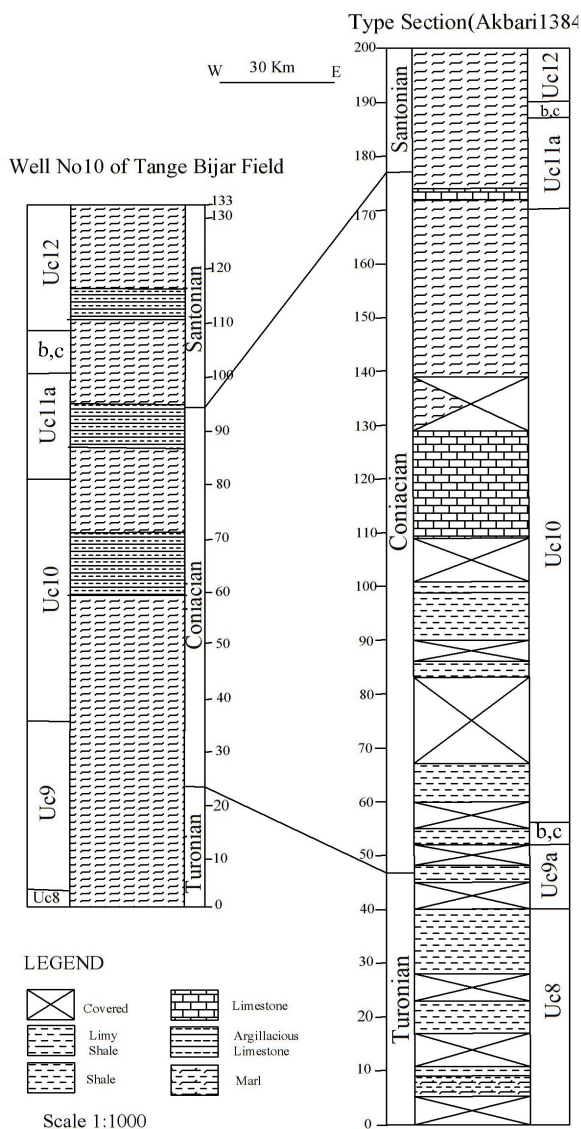 Type Section(Akbari1384
W 30 Km E
Well No10 of Tange Bijar Field
133
130
120
110
100
90
80
70
60
50
40
30
20
10
0
Uc12
b,c
Uc11a
Uc10
Uc9
Uc8
Santonian
Coniacian
Turonian
200
190
180
170
160
150
140
130
120
110
100
90
80
70
60
50
40
30
20
10
0
Santonian
Coniacian
Turonian
Uc12
b,c
Uc11a
Uc10
b,c
Uc9a
Uc8
LEGEND
Covered
Limestone
Limy
Shale
Argillacious
Limestone
Shale
Marl
Scale 1:1000